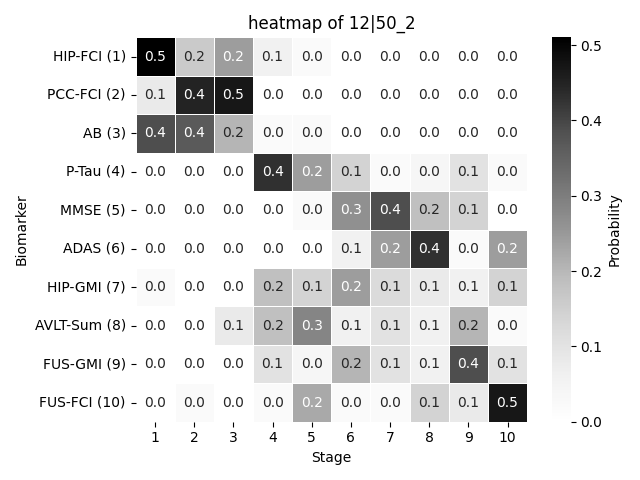 heatmap of 12|50_2
HIP-FCI (1) 0.5 0.2 0.2 0.1 0.0 0.0 0.0 0.0 0.0 0.0
PCC-FCI (2) 0.1 0.4 0.5 0.0 0.0 0.0 0.0 0.0 0.0 0.0
AB (3) 0.4 0.4 0.2 0.0 0.0 0.0 0.0 0.0 0.0 0.0
P-Tau (4) 0.0 0.0 0.0 0.4 0.2 0.1 0.0 0.0 0.1 0.0
MMSE (5) 0.0 0.0 0.0 0.0 0.0 0.3 0.4 0.2 0.1 0.0
ADAS (6) 0.0 0.0 0.0 0.0 0.0 0.1 0.2 0.4 0.0 0.2
HIP-GMI (7) 0.0 0.0 0.0 0.2 0.1 0.2 0.1 0.1 0.1 0.1
AVLT-Sum (8) 0.0 0.0 0.1 0.2 0.3 0.1 0.1 0.1 0.2 0.0
FUS-GMI (9) 0.0 0.0 0.0 0.1 0.0 0.2 0.1 0.1 0.4 0.1
FUS-FCI (10) 0.0 0.0 0.0 0.0 0.2 0.0 0.0 0.1 0.1 0.5
1 2 3 4 5 6 7 8 9 10
Stage
Biomarker
0.5
0.4
0.3
0.2
0.1
0.0
Probability